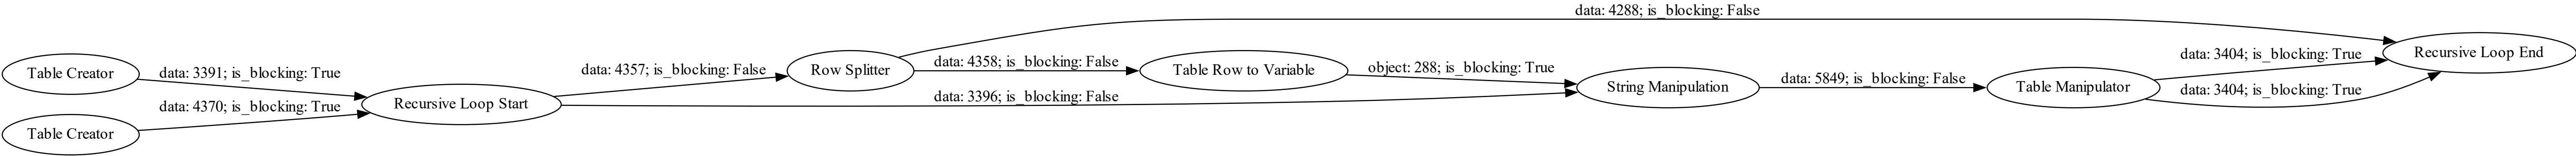 Table Creator
Table Creator
data: 3391; is_blocking: True
data: 4370; is_blocking: True
Recursive Loop Start
data: 4357; is_blocking: False
data: 3396; is_blocking: False
Row Splitter
data: 4288; is_blocking: False
data: 4358; is_blocking: False
Table Row to Variable
object: 288; is_blocking: True
String Manipulation
data: 5849; is_blocking: False
Table Manipulator
data: 3404; is_blocking: True
data: 3404; is_blocking: True
Recursive Loop End